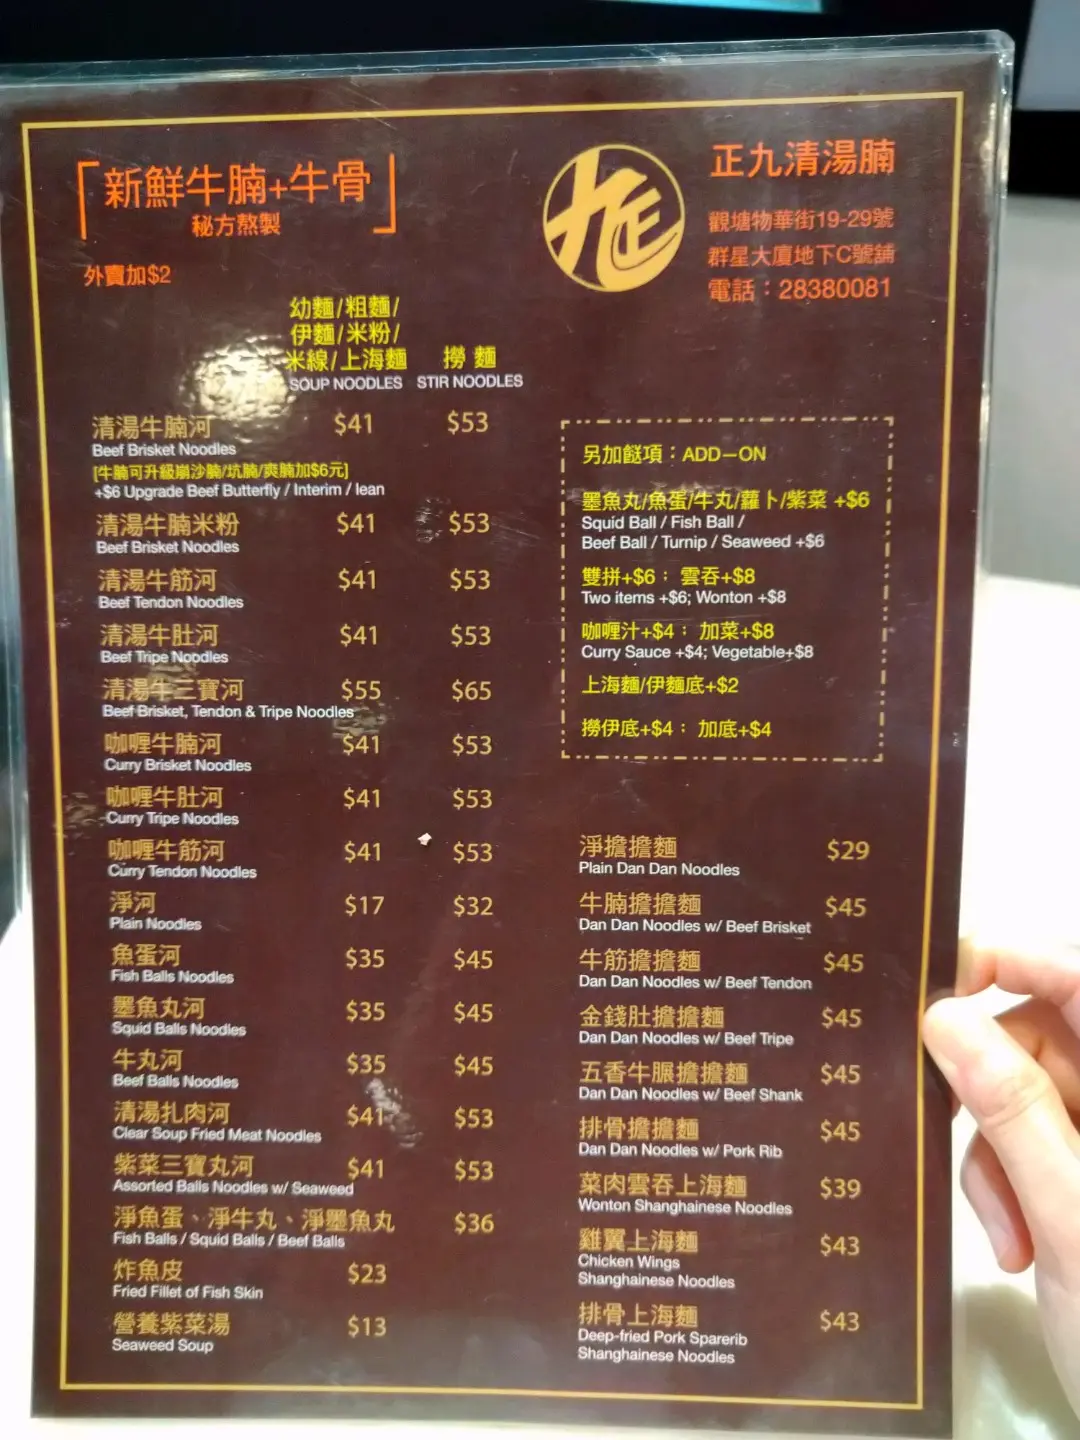 「新鮮牛腩+牛骨」
秘方熬製
外賣加$2
正九清湯腩
觀塘物華街19-29號
群星大廈地下C號舖
電話：28380081
幼麵/粗麵/
伊麵/米粉/
米線/上海麵
SOUP NOODLES
撈 麵
STIR NOODLES
清湯牛腩河 $41 $53
Beef Brisket Noodles
[牛腩可升級崩沙腩/坑腩/爽腩加$6元]
+$6 Upgrade Beef Butterfly / Interim / lean
清湯牛腩米粉 $41 $53
Beef Brisket Noodles
清湯牛筋河 $41 $53
Beef Tendon Noodles
清湯牛肚河 $41 $53
Beef Tripe Noodles
清湯牛三寶河 $55 $65
Beef Brisket, Tendon & Tripe Noodles
咖喱牛腩河 $41 $53
Curry Brisket Noodles
咖喱牛肚河 $41 $53
Curry Tripe Noodles
咖喱牛筋河 $41 $53
Curry Tendon Noodles
淨河 $17 $32
Plain Noodles
魚蛋河 $35 $45
Fish Balls Noodles
墨魚丸河 $35 $45
Squid Balls Noodles
牛丸河 $35 $45
Beef Balls Noodles
清湯扎肉河 $41 $53
Clear Soup Fried Meat Noodles
紫菜三寶丸河 $41 $53
Assorted Balls Noodles w/ Seaweed
淨魚蛋、淨牛丸、淨墨魚丸 $36
Fish Balls / Squid Balls / Beef Balls
炸魚皮 $23
Fried Fillet of Fish Skin
營養紫菜湯 $13
Seaweed Soup
另加餸項：ADD－ON
墨魚丸/魚蛋/牛丸/蘿卜/紫菜 +$6
Squid Ball / Fish Ball /
Beef Ball / Turnip / Seaweed +$6
雙拼+$6； 雲吞+$8
Two items +$6; Wonton +$8
咖喱汁+$4； 加菜+$8
Curry Sauce +$4; Vegetable+$8
上海麵/伊麵底+$2
撈伊底+$4； 加底+$4
淨擔擔麵 $29
Plain Dan Dan Noodles
牛腩擔擔麵 $45
Dan Dan Noodles w/ Beef Brisket
牛筋擔擔麵 $45
Dan Dan Noodles w/ Beef Tendon
金錢肚擔擔麵 $45
Dan Dan Noodles w/ Beef Tripe
五香牛𦟌擔擔麵 $45
Dan Dan Noodles w/ Beef Shank
排骨擔擔麵 $45
Dan Dan Noodles w/ Pork Rib
菜肉雲吞上海麵 $39
Wonton Shanghainese Noodles
雞翼上海麵 $43
Chicken Wings
Shanghainese Noodles
排骨上海麵 $43
Deep-fried Pork Sparerib
Shanghainese Noodles